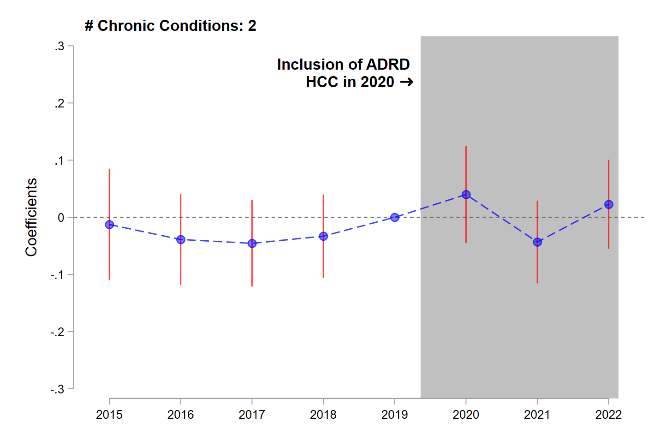 # Chronic Conditions: 2
.3
Inclusion of ADRD
HCC in 2020 →
.2
.1
0
-.1
-.2
-.3
Coefficients
2015 2016 2017 2018 2019 2020 2021 2022